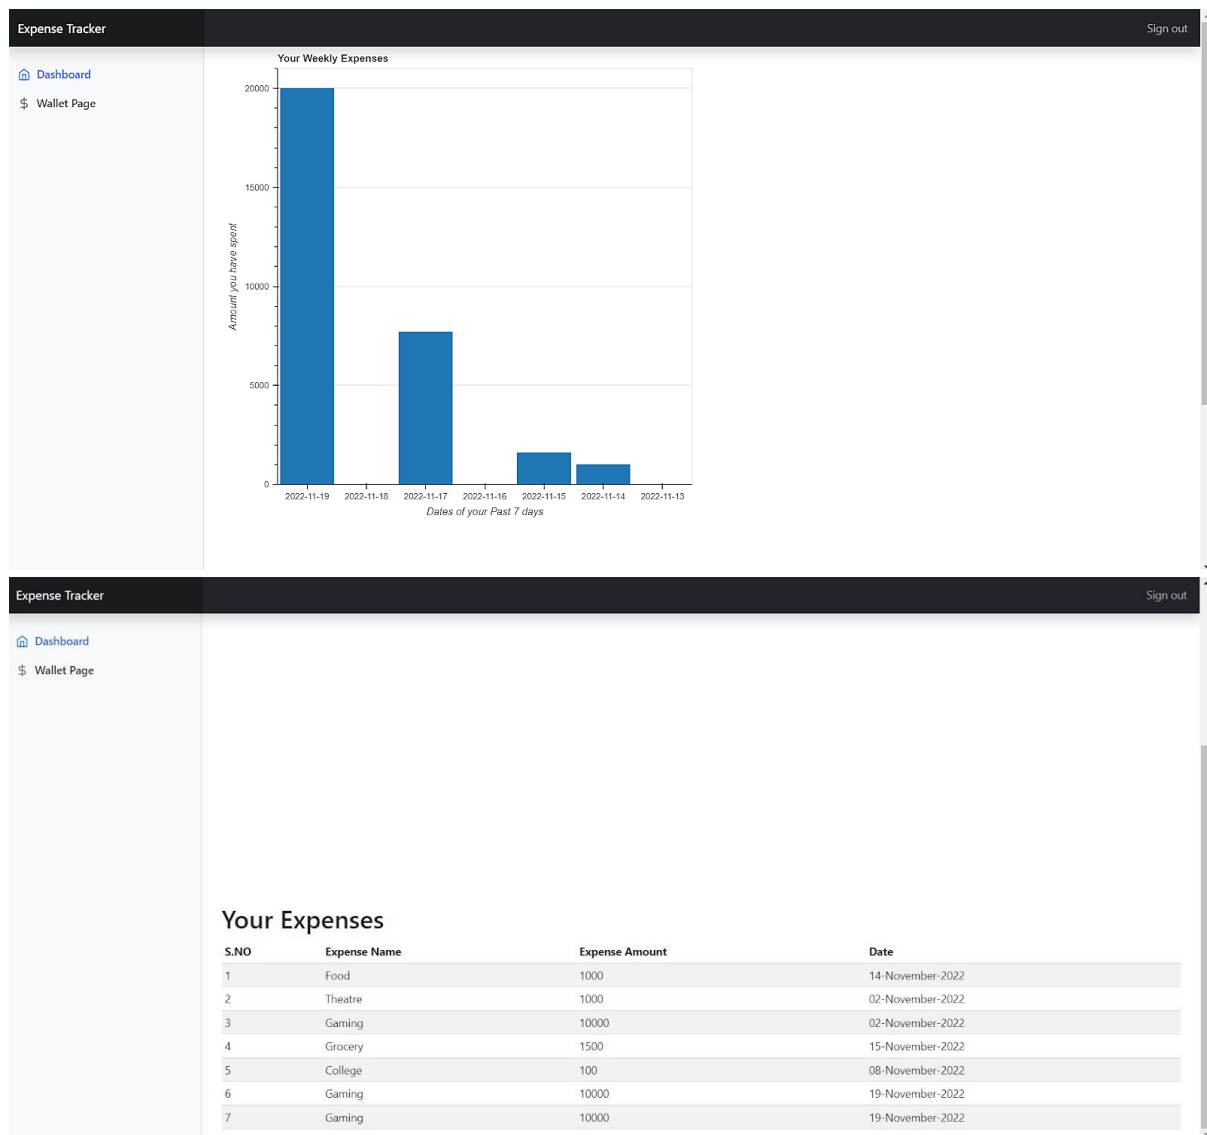 Expense Tracker
Sign out
Dashboard
Wallet Page
Your Weekly Expenses
20000
15000
10000
5000
0
Amount you have spent
2022-11-19 2022-11-18 2022-11-17 2022-11-16 2022-11-15 2022-11-14 2022-11-13
Dates of your Past 7 days
Expense Tracker
Sign out
Dashboard
Wallet Page
Your Expenses
S.NO Expense Name Expense Amount Date
1 Food 1000 14-November-2022
2 Theatre 1000 02-November-2022
3 Gaming 10000 02-November-2022
4 Grocery 1500 15-November-2022
5 College 100 08-November-2022
6 Gaming 10000 19-November-2022
7 Gaming 10000 19-November-2022